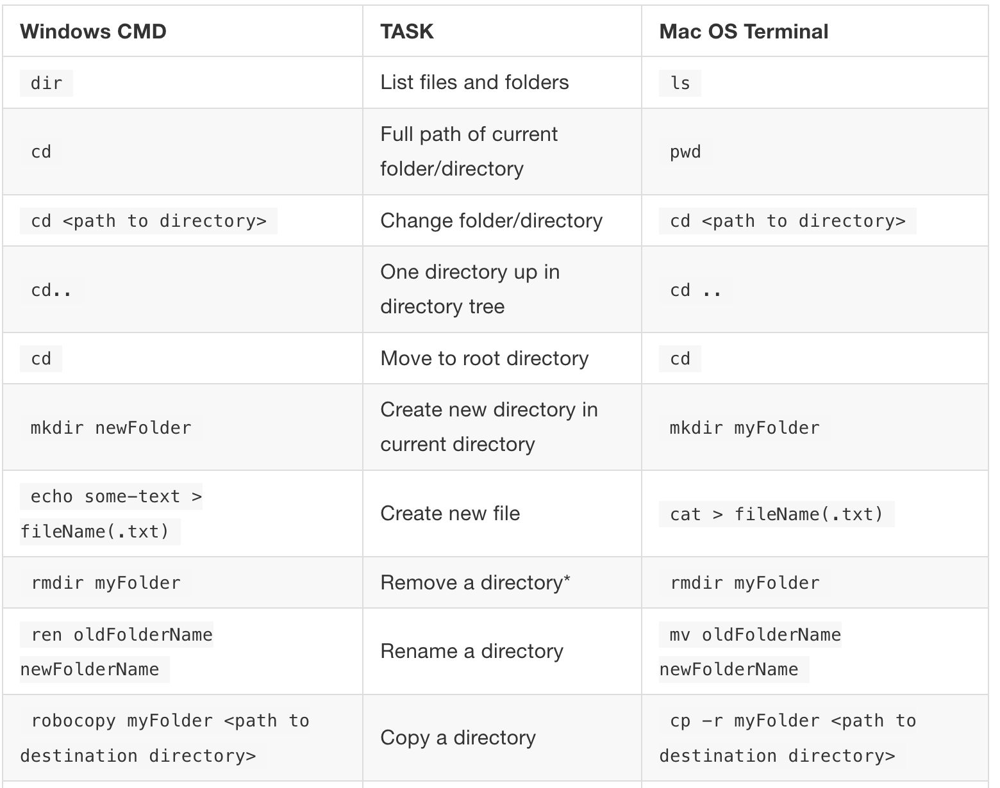 Windows CMD TASK Mac OS Terminal
dir List files and folders ls
cd Full path of current
folder/directory pwd
cd <path to directory> Change folder/directory cd <path to directory>
cd.. One directory up in
directory tree cd ..
cd Move to root directory cd
mkdir newFolder Create new directory in
current directory mkdir myFolder
echo some-text >
fileName(.txt) Create new file cat > fileName(.txt)
rmdir myFolder Remove a directory* rmdir myFolder
ren oldFolderName
newFolderName Rename a directory mv oldFolderName
newFolderName
robocopy myFolder <path to
destination directory> Copy a directory cp -r myFolder <path to
destination directory>